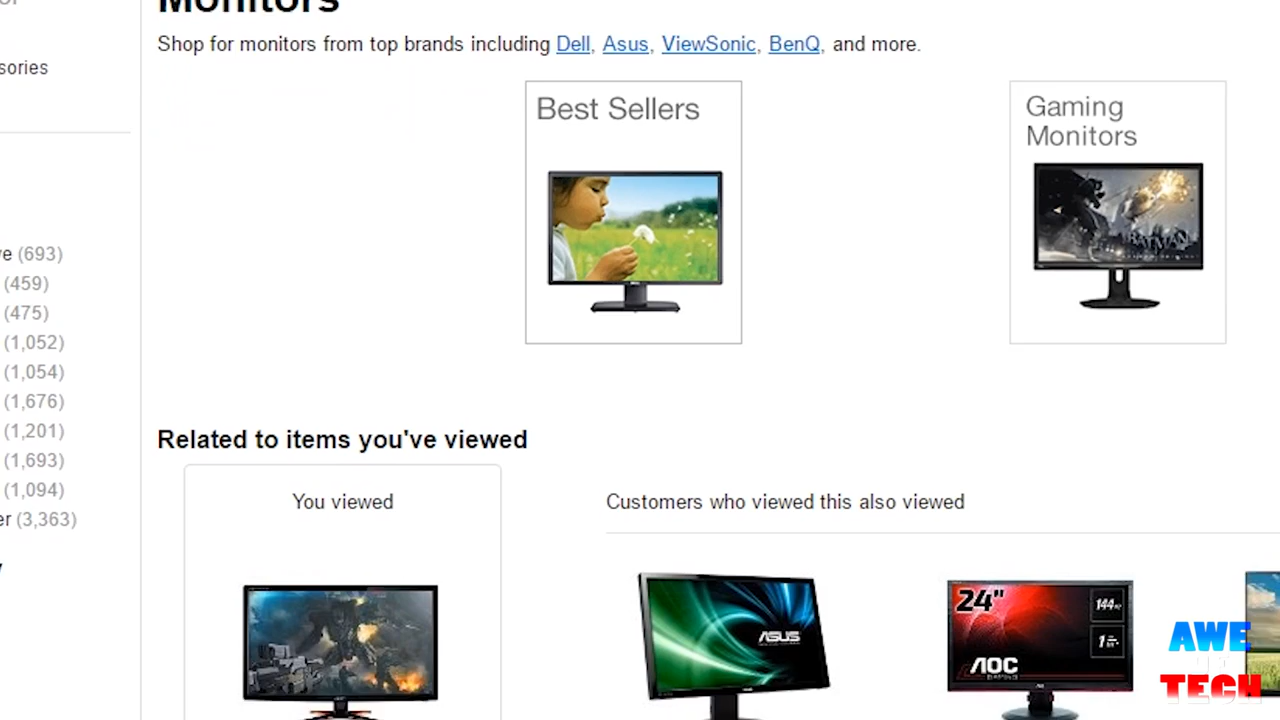 Monitors
Shop for monitors from top brands including Dell, Asus, ViewSonic, BenQ, and more.
sories
Best Sellers
Gaming
Monitors
BATMAN
(693)
(459)
(475)
(1,052)
(1,054)
(1,676)
(1,201)
(1,693)
(1,094)
er (3,363)
Related to items you've viewed
You viewed
Customers who viewed this also viewed
ASUS
24"
144Hz
AOC
AWE
TECH